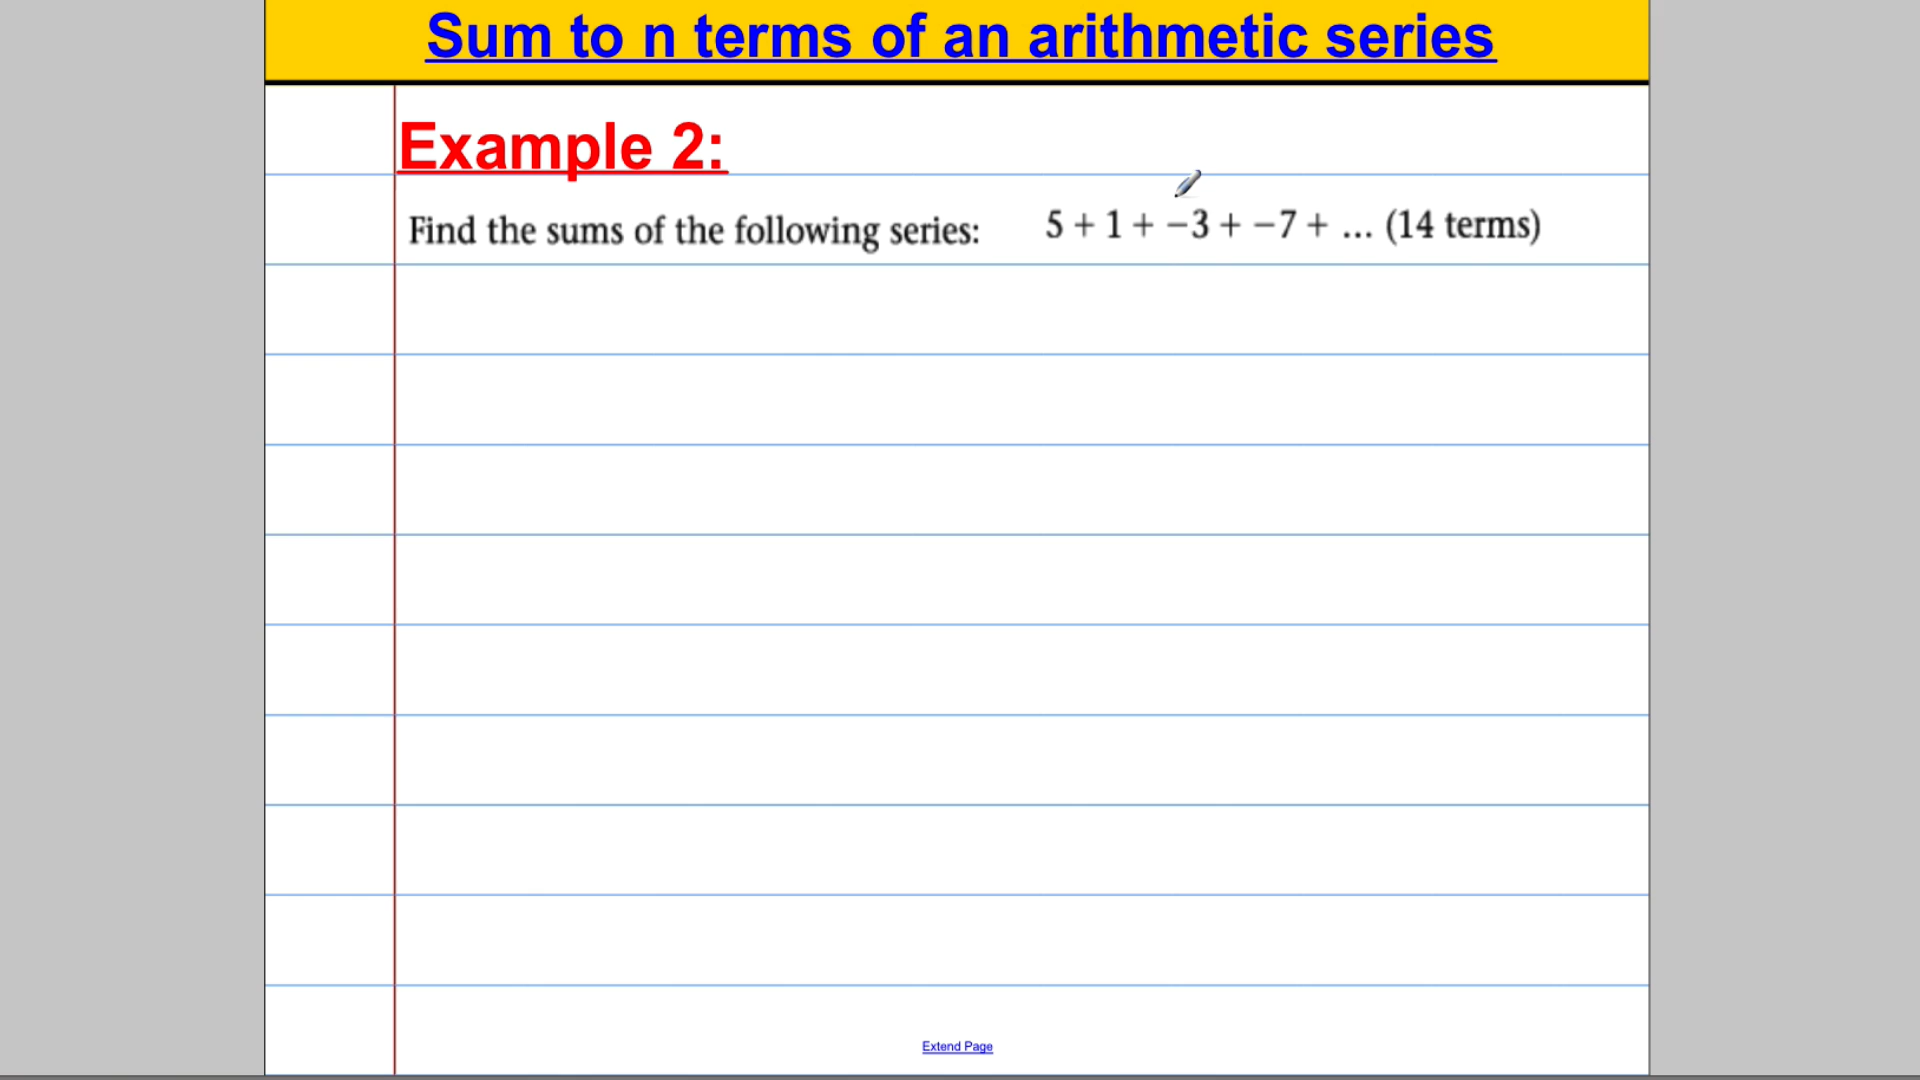 Sum to n terms of an arithmetic series
Example 2:
Find the sums of the following series: 5 + 1 + −3 + −7 + ... (14 terms)
Extend Page